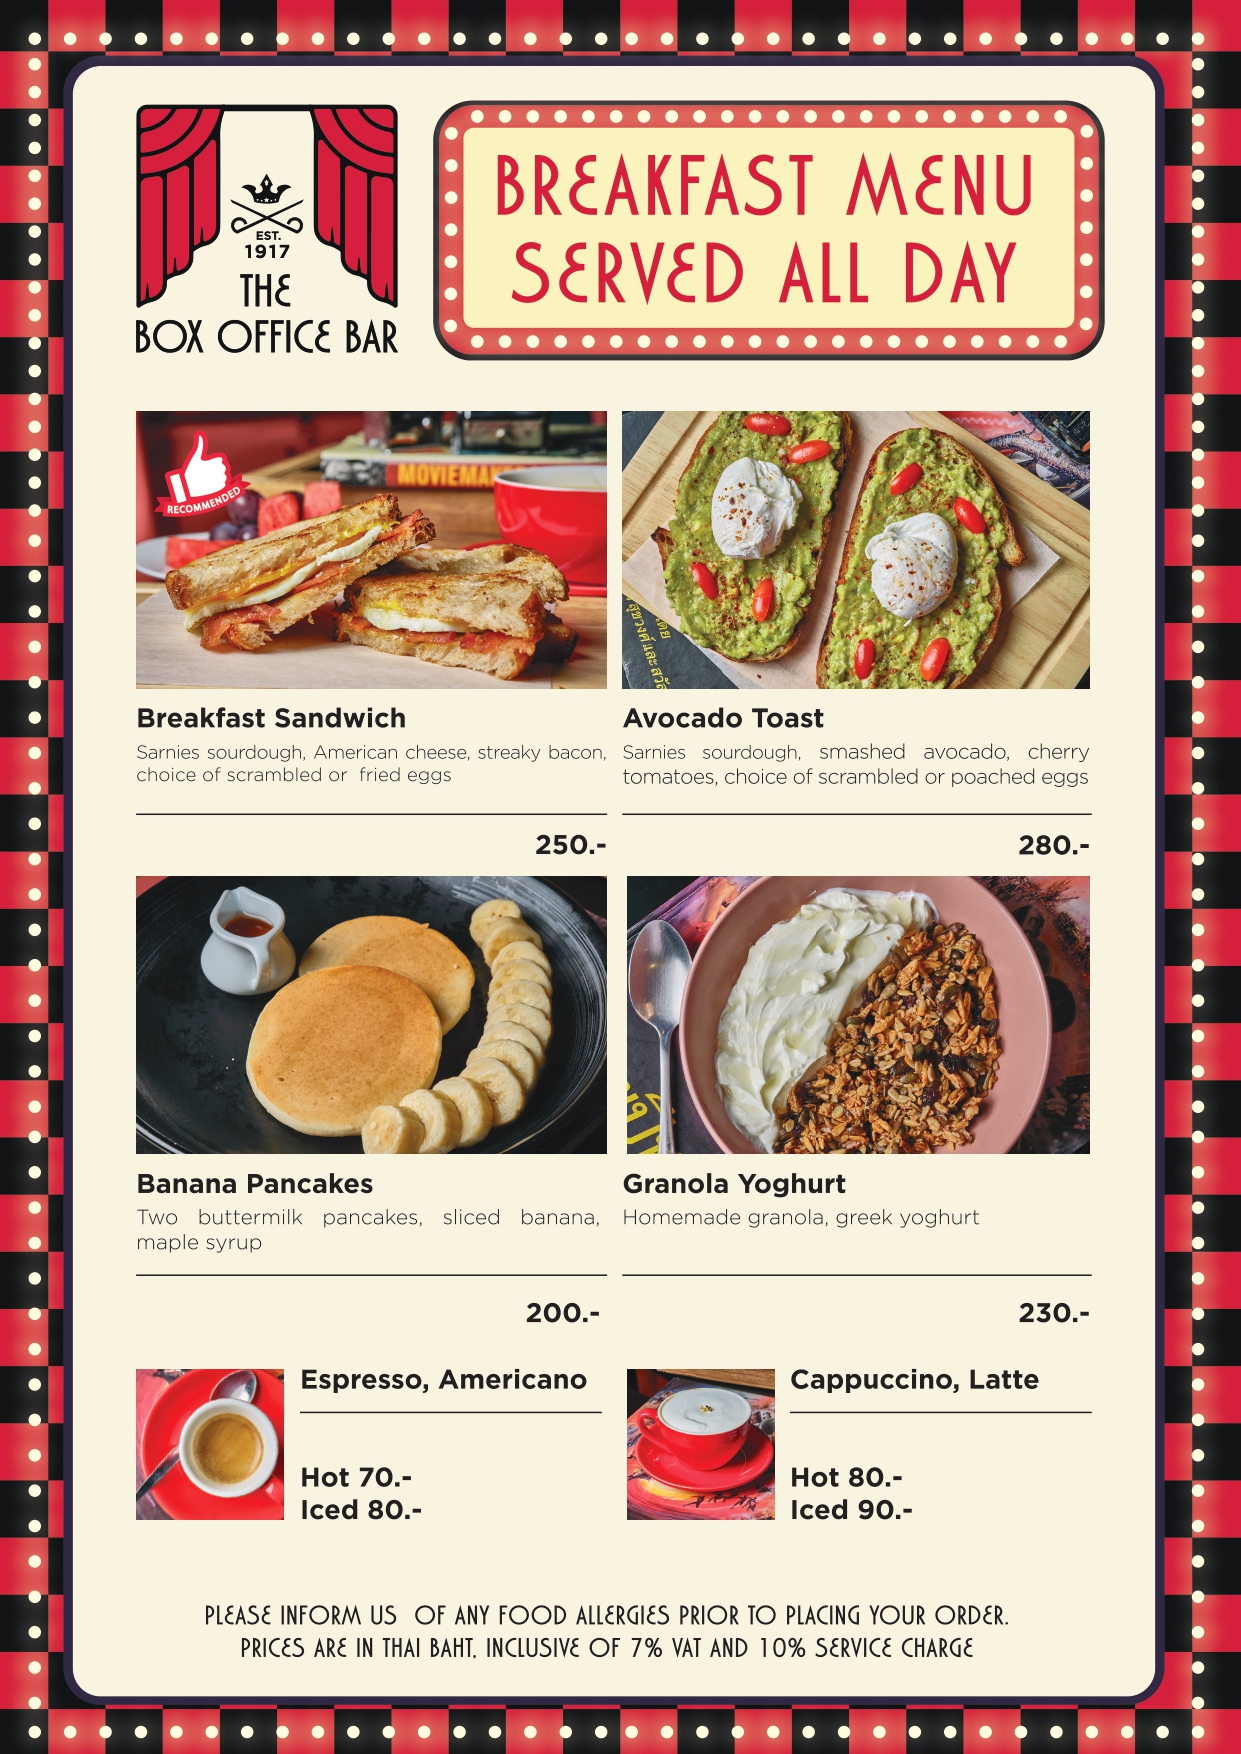 EST.
1917
THE
BOX OFFICE BAR
BREAKFAST MENU
SERVED ALL DAY
RECOMMENDED
Breakfast Sandwich
Sarnies sourdough, American cheese, streaky bacon,
choice of scrambled or fried eggs
250.-
Avocado Toast
Sarnies sourdough, smashed avocado, cherry
tomatoes, choice of scrambled or poached eggs
280.-
Banana Pancakes
Two buttermilk pancakes, sliced banana,
maple syrup
200.-
Granola Yoghurt
Homemade granola, greek yoghurt
230.-
Espresso, Americano
Hot 70.-
Iced 80.-
Cappuccino, Latte
Hot 80.-
Iced 90.-
PLEASE INFORM US OF ANY FOOD ALLERGIES PRIOR TO PLACING YOUR ORDER.
PRICES ARE IN THAI BAHT, INCLUSIVE OF 7% VAT AND 10% SERVICE CHARGE